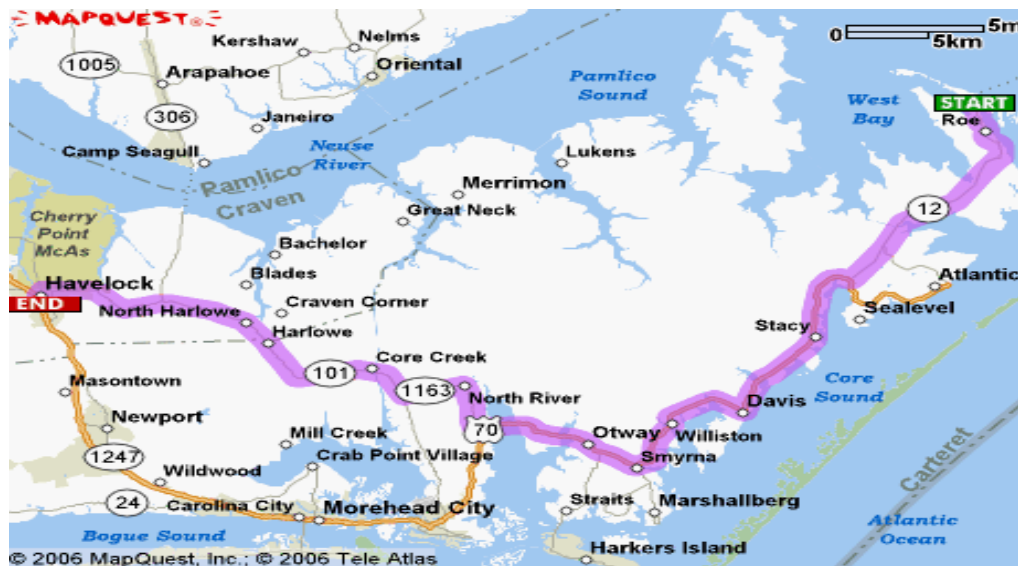 MAPQUEST®
0 5m
5km
Nelms
Kershaw
1005
Arapahoe
Oriental
Pamlico
Sound
West
Bay
START
Roe
306
Janeiro
Neuse
River
Camp Seagull
Lukens
Pamlico
Craven
Merrimon
Great Neck
12
Cherry
Point
McAs
Bachelor
Blades
Havelock
END
Craven Corner
North Harlowe
Harlowe
Atlantic
Sealevel
Stacy
Core Creek
101
1163
North River
Core
Sound
Masontown
Davis
Newport
70
Williston
Otway
Mill Creek
Smyrna
1247
Crab Point Village
Wildwood
Carteret
24
Carolina City
Morehead City
Straits
Marshallberg
Bogue Sound
Atlantic
Ocean
Harkers Island
© 2006 MapQuest, Inc.; © 2006 Tele Atlas